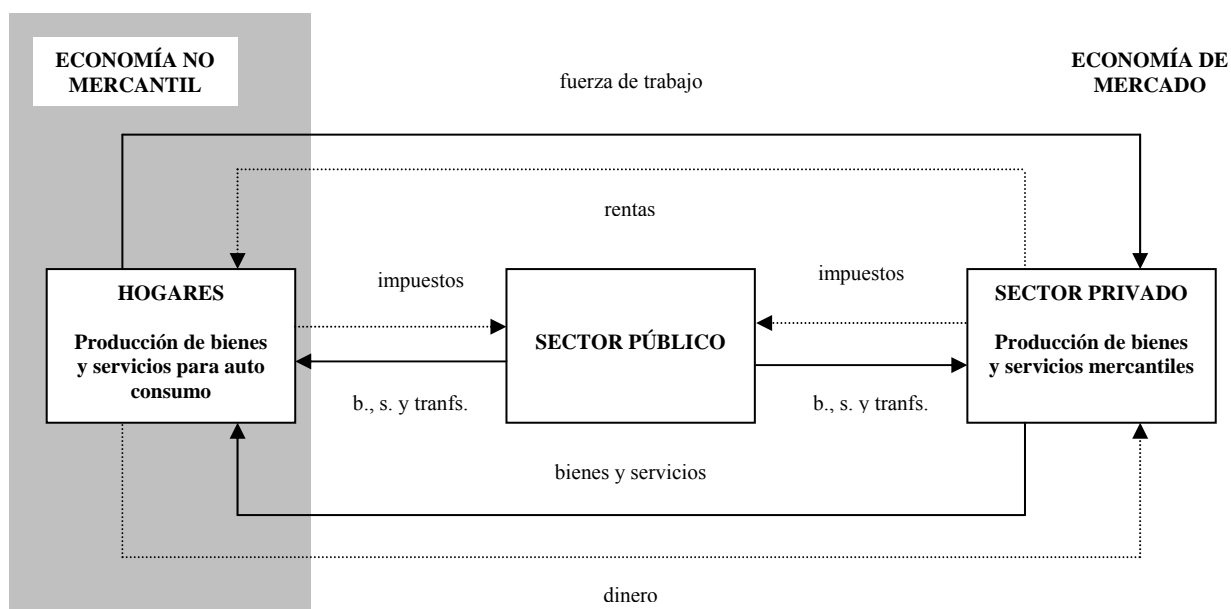 ECONOMÍA NO
MERCANTIL
ECONOMÍA DE
MERCADO
fuerza de trabajo
rentas
impuestos
impuestos
HOGARES
Producción de bienes
y servicios para auto
consumo
SECTOR PÚBLICO
SECTOR PRIVADO
Producción de bienes
y servicios mercantiles
b., s. y tranfs.
b., s. y tranfs.
bienes y servicios
dinero